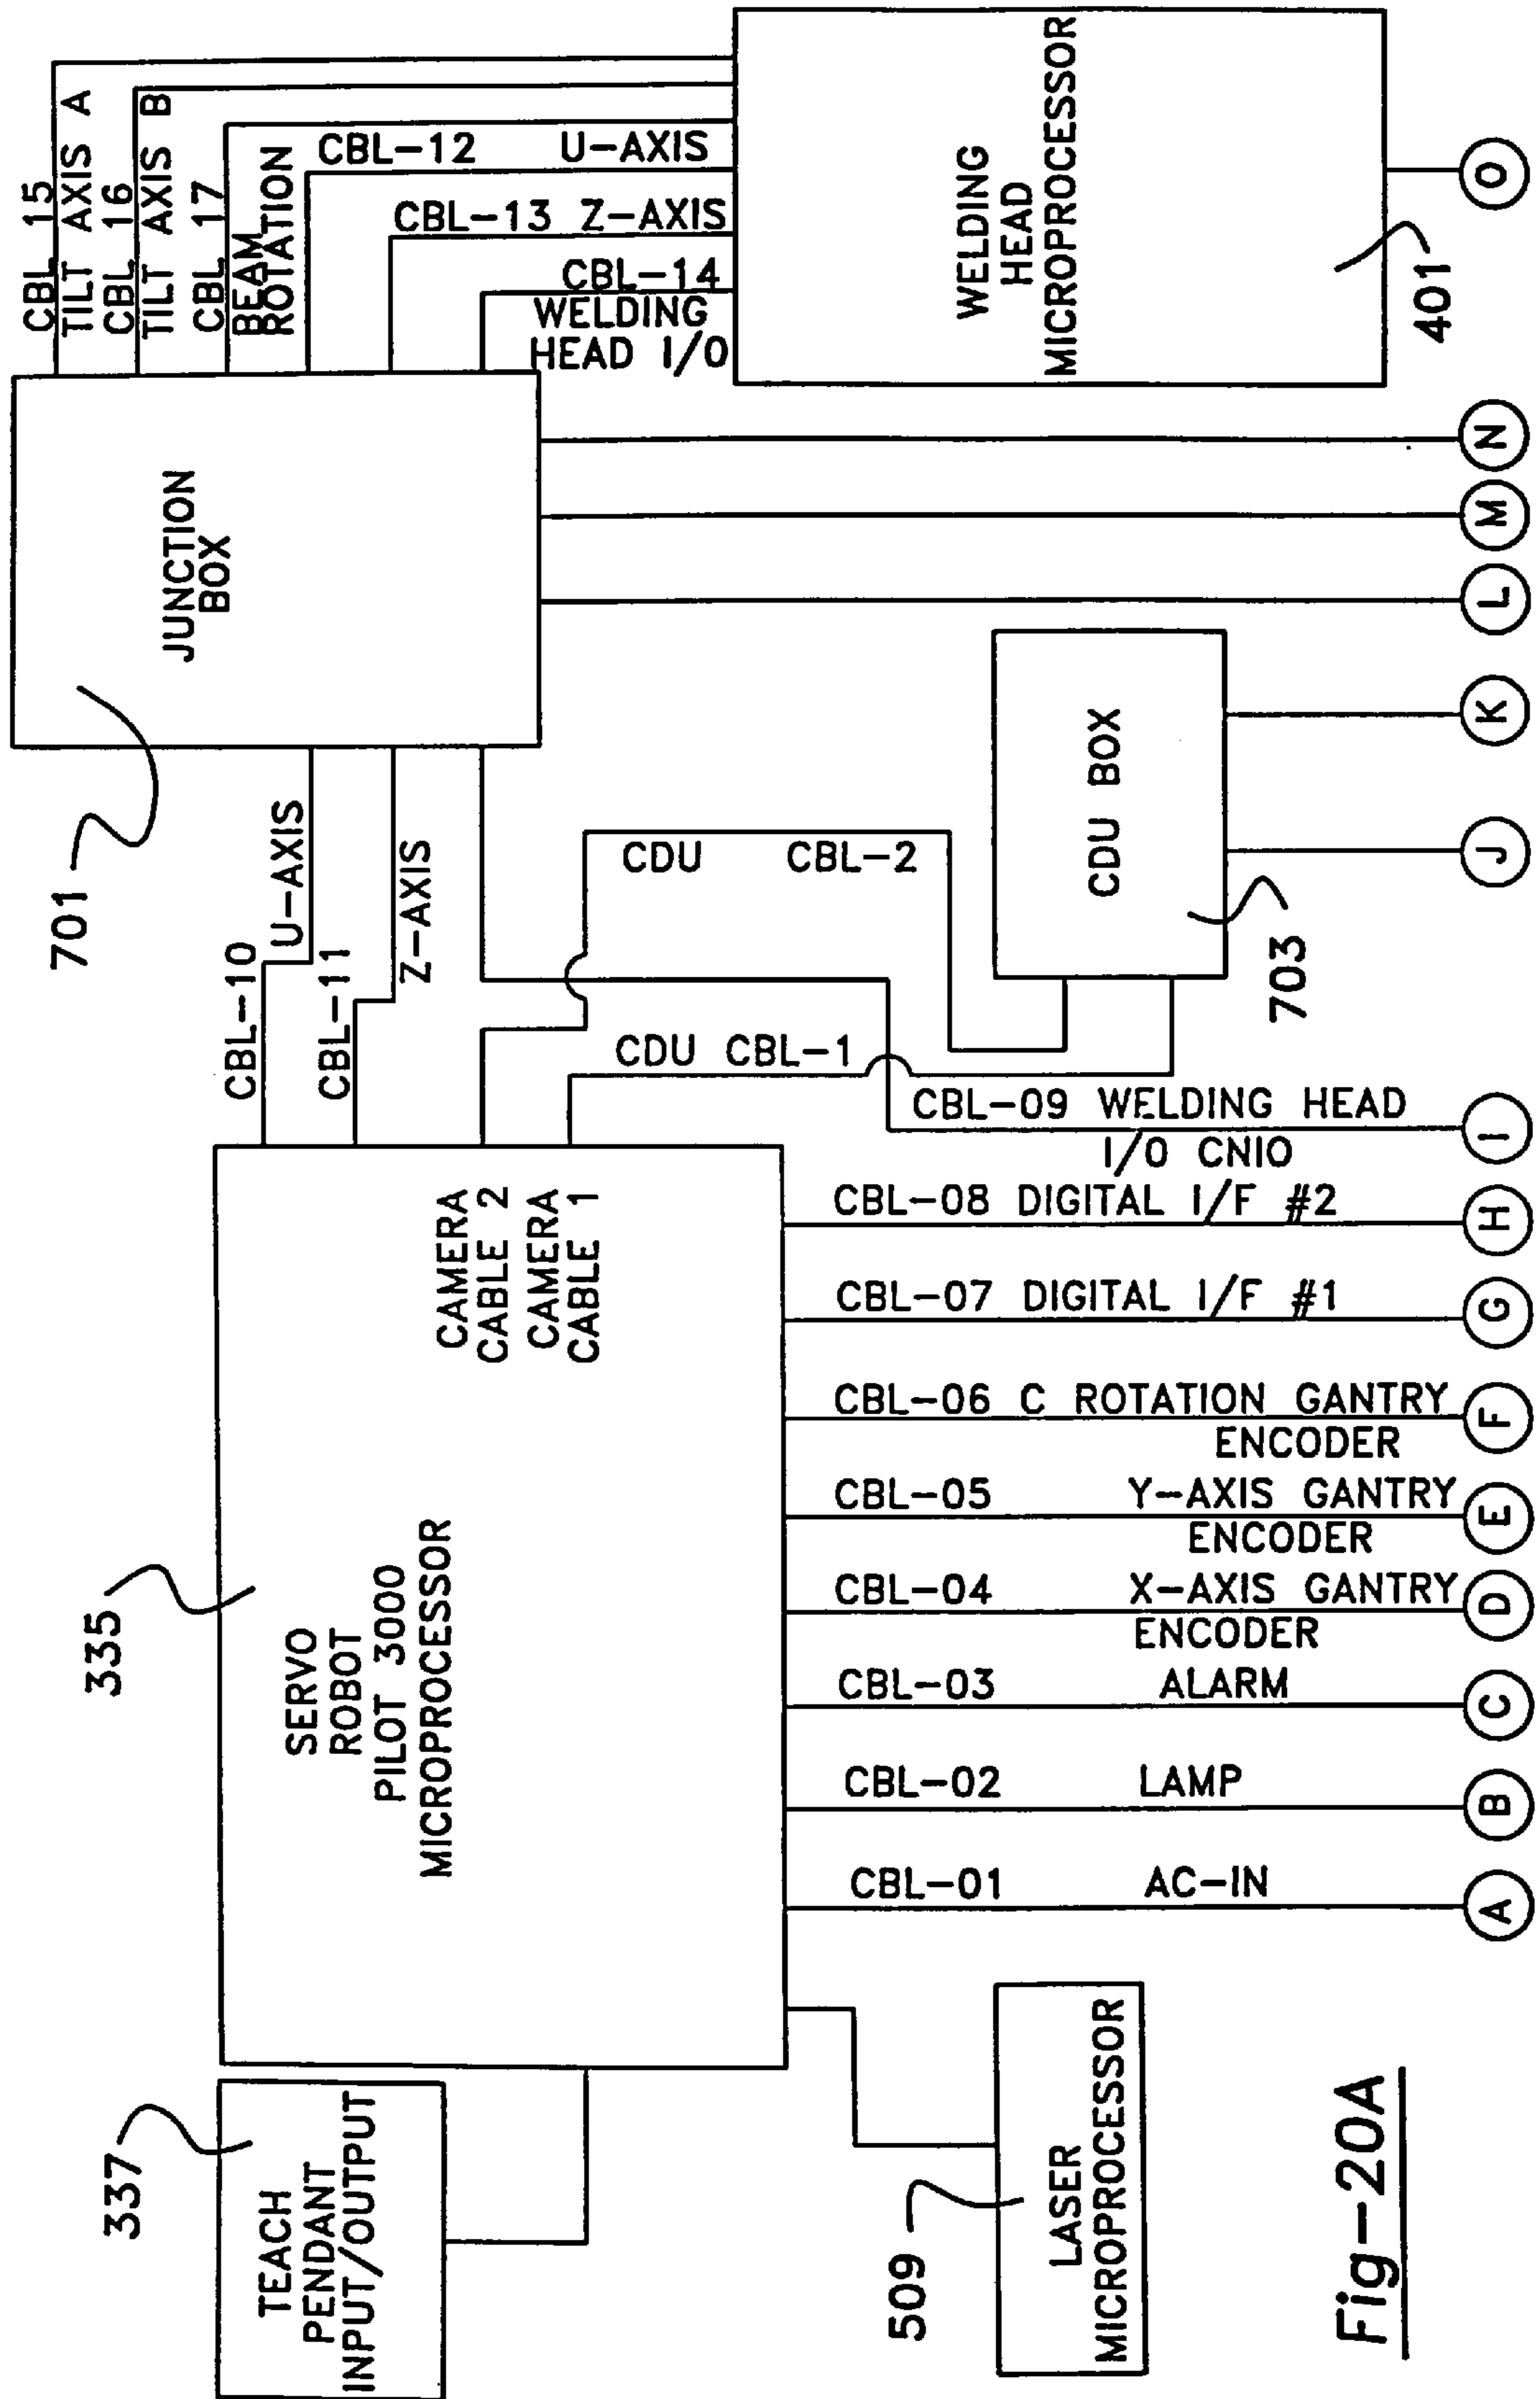 337
TEACH
PENDANT
INPUT/OUTPUT
335
SERVO
ROBOT
PILOT 3000
MICROPROCESSOR
CAMERA
CABLE 2
CAMERA
CABLE 1
CBL-10
U-AXIS
CBL-11
Z-AXIS
701
JUNCTION
BOX
CBL 15
TILT AXIS A
CBL 16
TILT AXIS B
CBL 17
BEAM
ROTATION
CBL-12 U-AXIS
CBL-13 Z-AXIS
CBL-14
WELDING
HEAD I/O
WELDING
HEAD
MICROPROCESSOR
401
CDU CBL-2
CDU CBL-1
CDU BOX
703
509
LASER
MICROPROCESSOR
CBL-01 AC-IN
CBL-02 LAMP
CBL-03 ALARM
CBL-04 X-AXIS GANTRY
ENCODER
CBL-05 Y-AXIS GANTRY
ENCODER
CBL-06 C ROTATION GANTRY
ENCODER
CBL-07 DIGITAL I/F #1
CBL-08 DIGITAL I/F #2
CBL-09 WELDING HEAD
I/O CNIO
A
B
C
D
E
F
G
H
I
J
K
L
M
N
O
Fig-20A